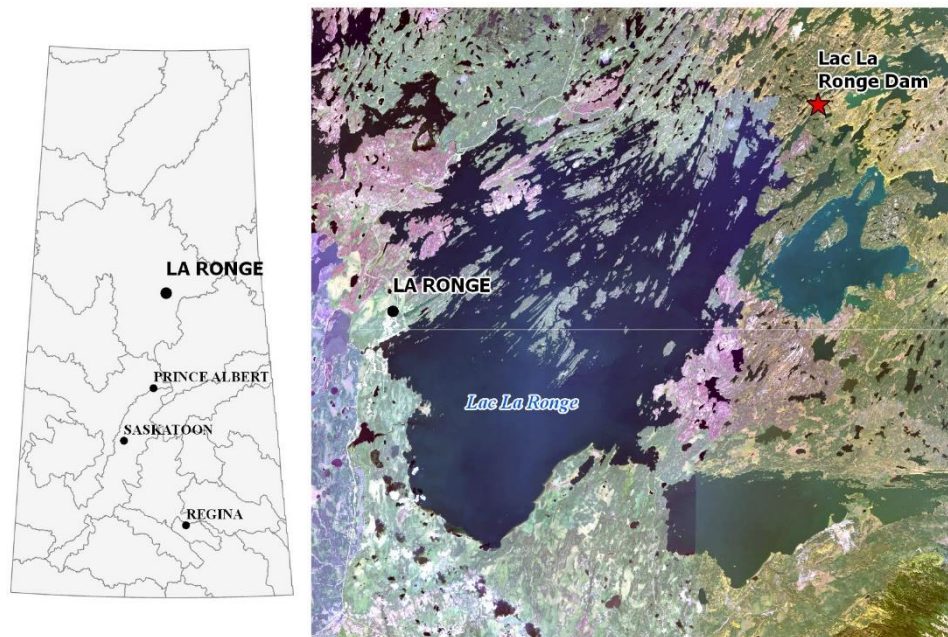 LA RONGE
PRINCE ALBERT
SASKATOON
REGINA
Lac La
Ronge Dam
LA RONGE
Lac La Ronge